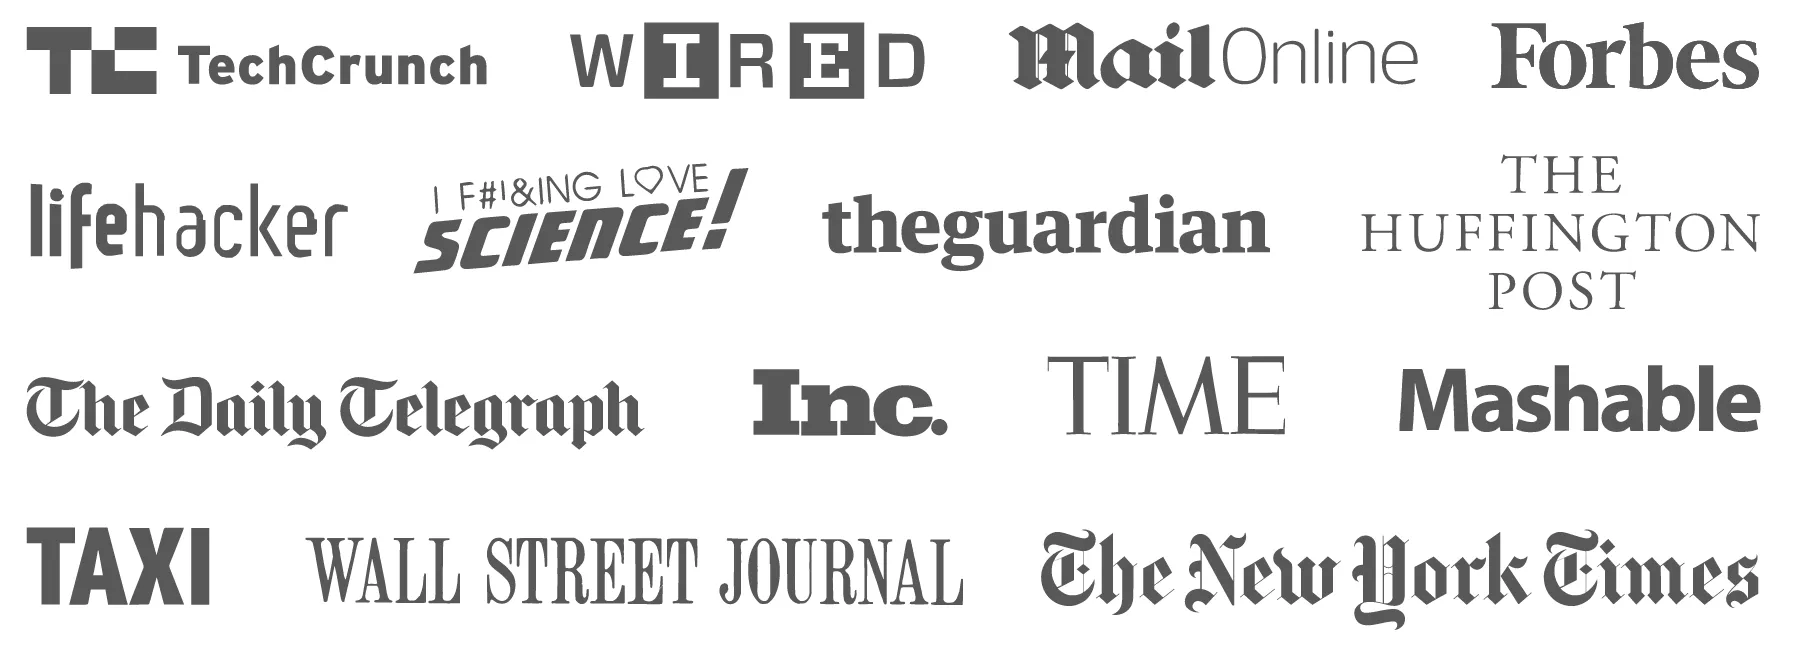 TC TechCrunch WIRED MailOnline Forbes
lifehacker
I F#!&ING LOVE
SCIENCE!
theguardian
THE
HUFFINGTON
POST
The Daily Telegraph Inc. TIME Mashable
TAXI WALL STREET JOURNAL The New York Times